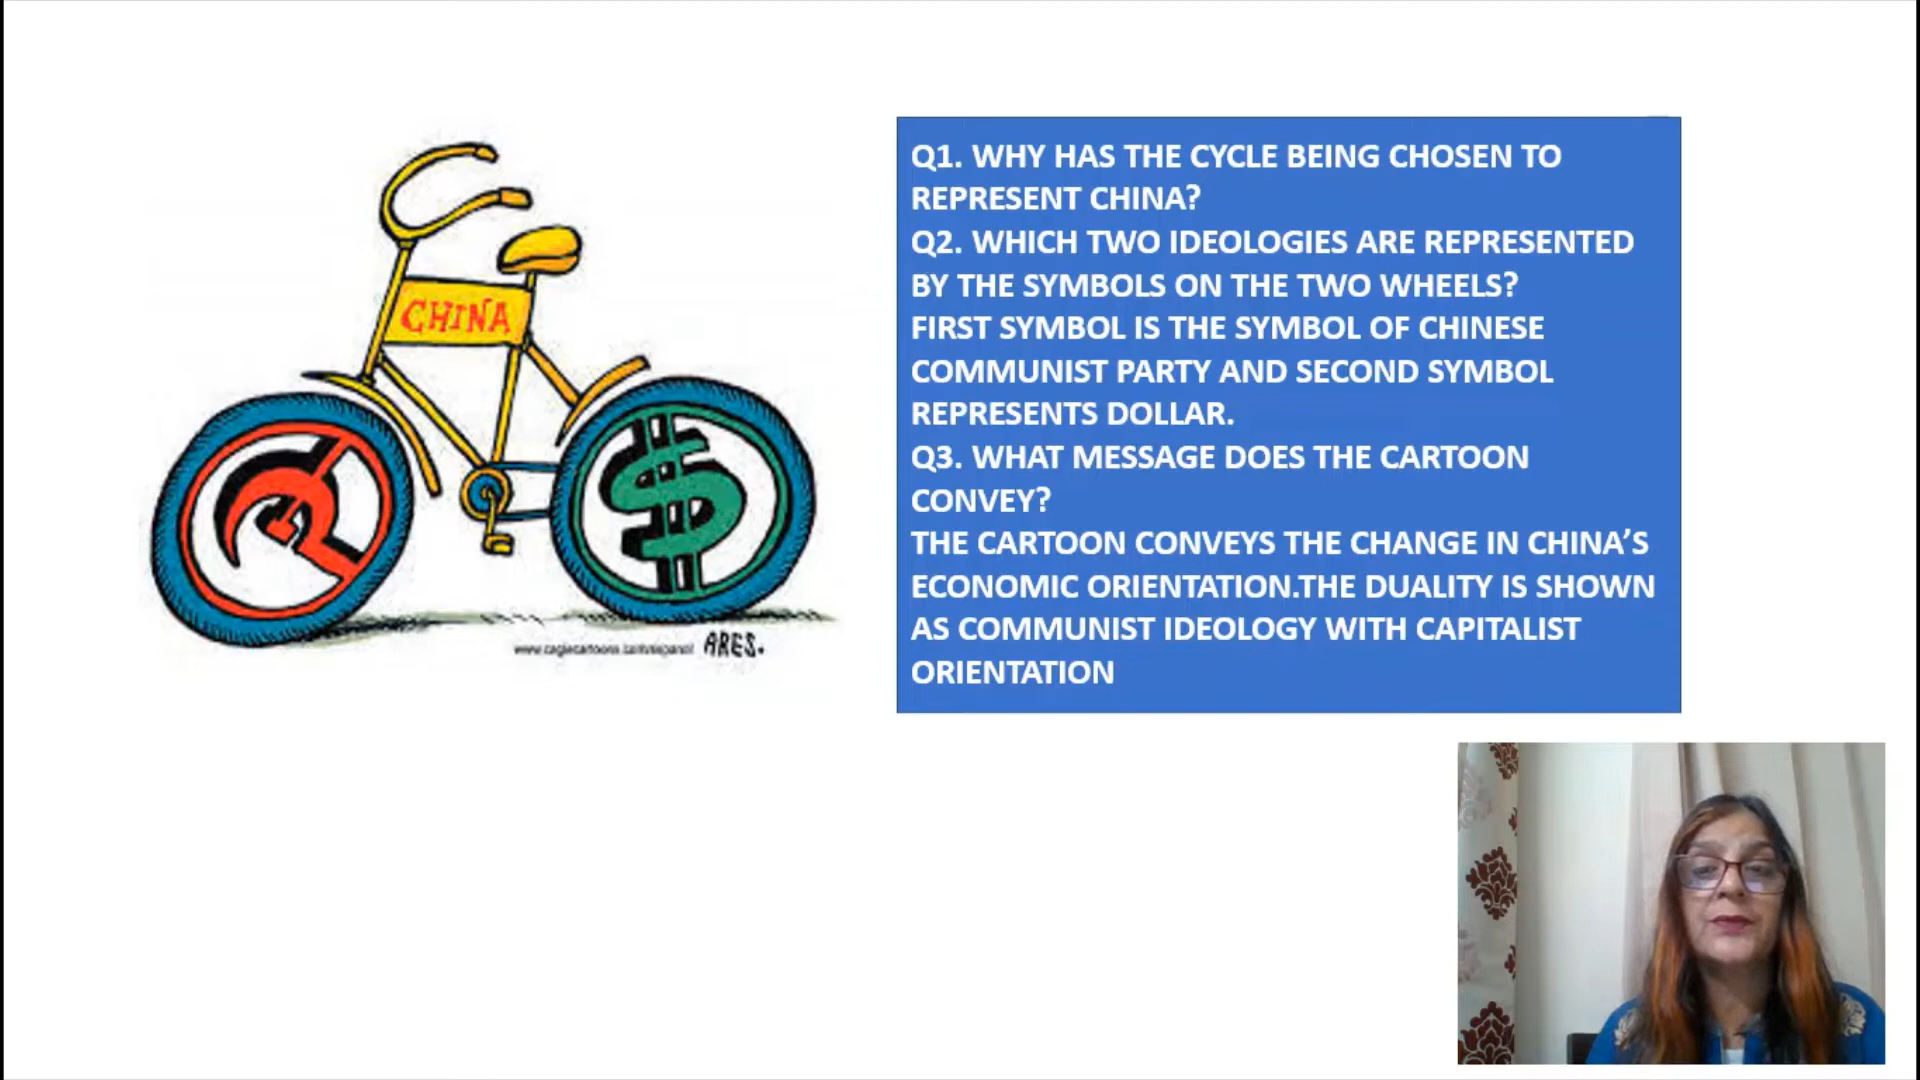 CHINA
ARES.
Q1. WHY HAS THE CYCLE BEING CHOSEN TO
REPRESENT CHINA?
Q2. WHICH TWO IDEOLOGIES ARE REPRESENTED
BY THE SYMBOLS ON THE TWO WHEELS?
FIRST SYMBOL IS THE SYMBOL OF CHINESE
COMMUNIST PARTY AND SECOND SYMBOL
REPRESENTS DOLLAR.
Q3. WHAT MESSAGE DOES THE CARTOON
CONVEY?
THE CARTOON CONVEYS THE CHANGE IN CHINA’S
ECONOMIC ORIENTATION.THE DUALITY IS SHOWN
AS COMMUNIST IDEOLOGY WITH CAPITALIST
ORIENTATION